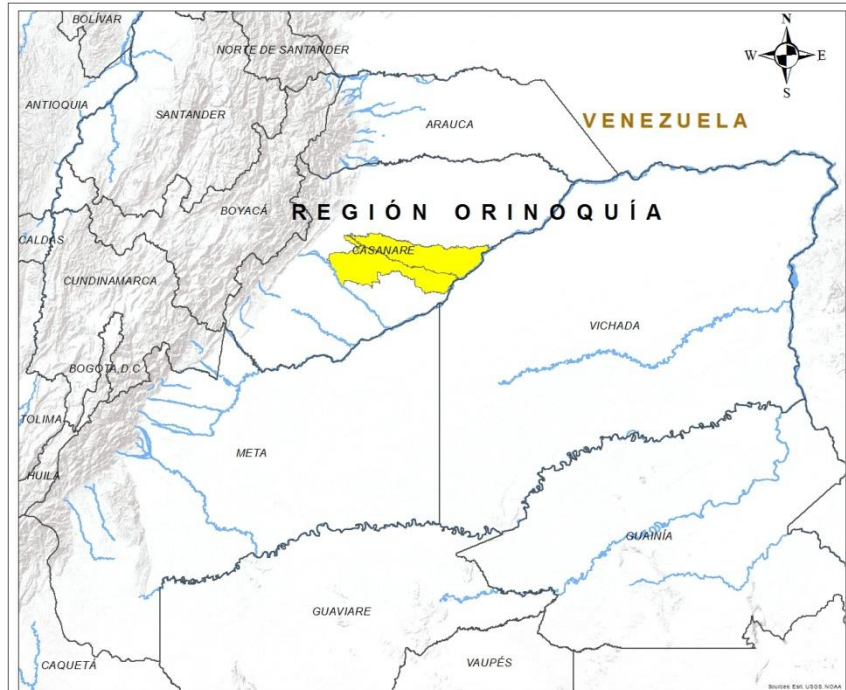 BOLÍVAR
NORTE DE SANTANDER
N
W E
S
ANTIOQUIA
SANTANDER
ARAUCA
VENEZUELA
BOYACÁ
REGIÓN ORINOQUÍA
CALDAS
CASANARE
CUNDINAMARCA
VICHADA
BOGOTÁ, D.C
TOLIMA
META
HUILA
GUAINÍA
GUAVIARE
CAQUETÁ
VAUPÉS
Sources: Esri, USGS, NOAA